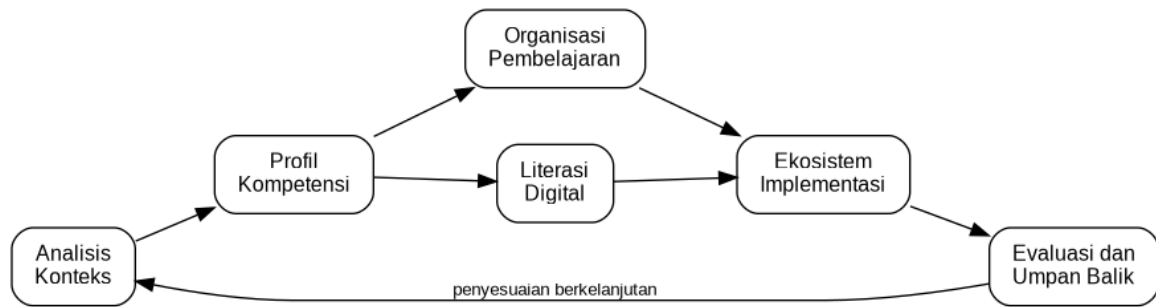 Organisasi
Pembelajaran
Profil
Kompetensi
Literasi
Digital
Ekosistem
Implementasi
Analisis
Konteks
Evaluasi dan
Umpan Balik
penyesuaian berkelanjutan